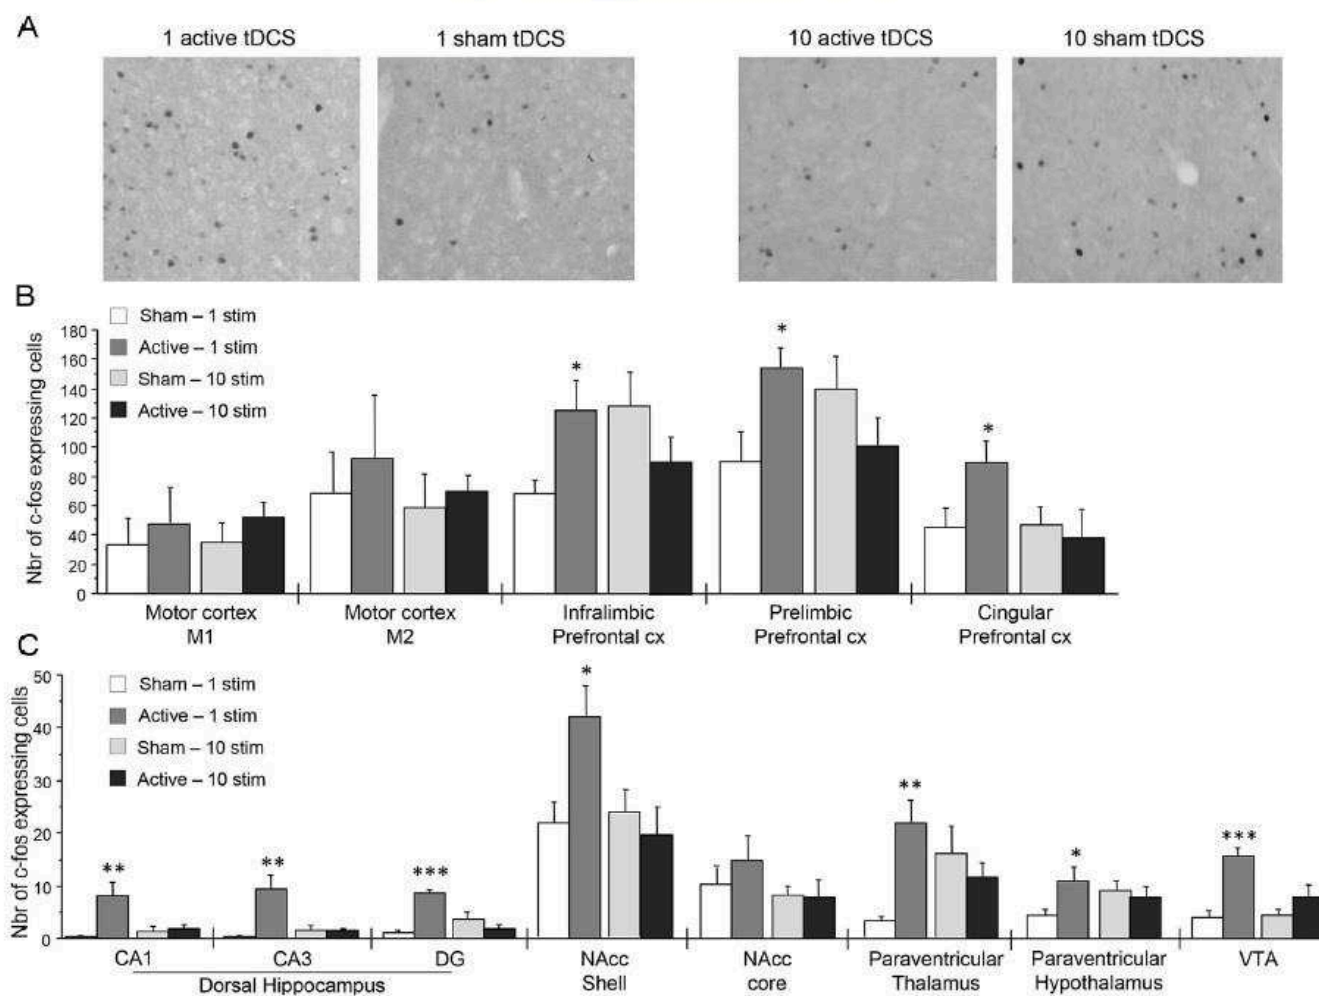 A
1 active tDCS 1 sham tDCS 10 active tDCS 10 sham tDCS
B
Sham – 1 stim
Active – 1 stim
Sham – 10 stim
Active – 10 stim
Nbr of c-fos expressing cells
180
160
140
120
100
80
60
40
20
0
* * *
Motor cortex M1
Motor cortex M2
Infralimbic Prefrontal cx
Prelimbic Prefrontal cx
Cingular Prefrontal cx
C
Sham – 1 stim
Active – 1 stim
Sham – 10 stim
Active – 10 stim
Nbr of c-fos expressing cells
50
40
30
20
10
0
** ** *** * ** * ***
CA1 CA3 DG
Dorsal Hippocampus
NAcc Shell
NAcc core
Paraventricular Thalamus
Paraventricular Hypothalamus
VTA